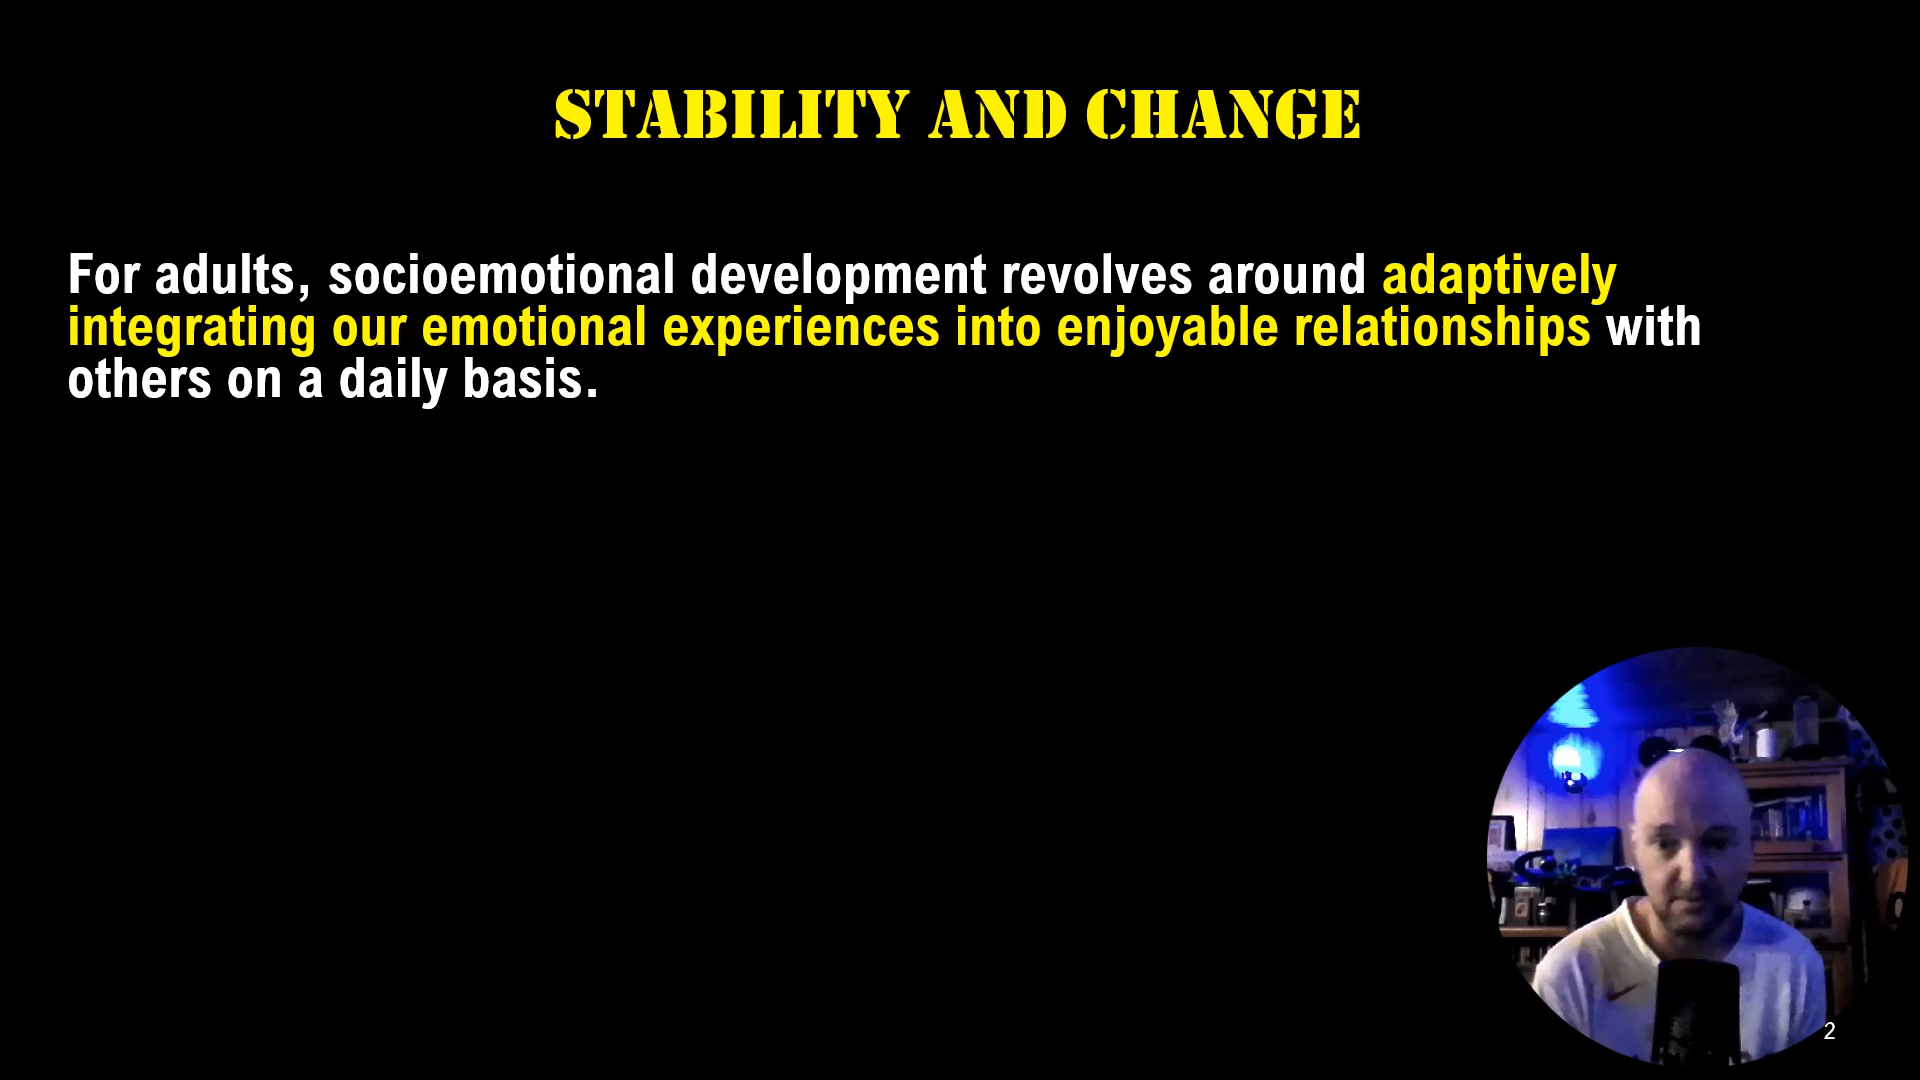 STABILITY AND CHANGE
For adults, socioemotional development revolves around adaptively
integrating our emotional experiences into enjoyable relationships with
others on a daily basis.
2